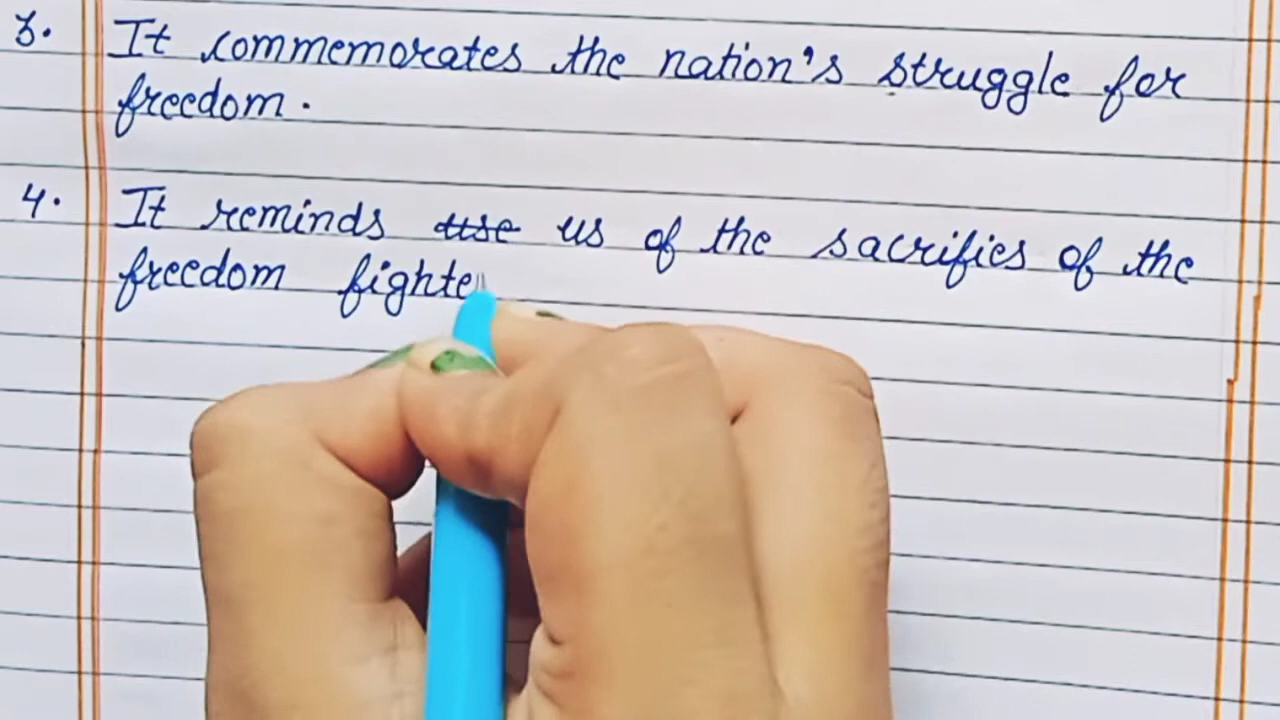 3. It commemorates the nation's struggle for
freedom.
4. It reminds use us of the sacrifies of the
freedom fighte